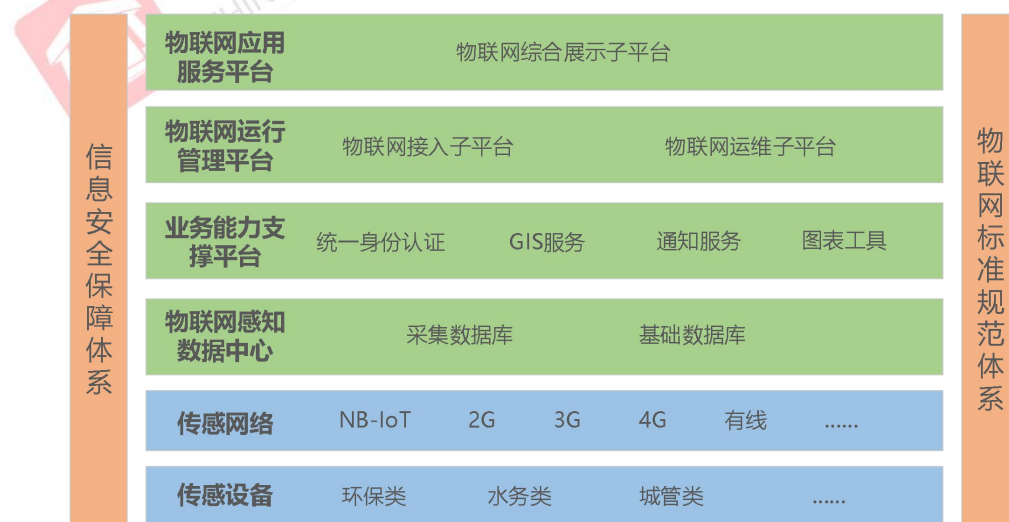 信息安全保障体系
物联网应用
服务平台
物联网综合展示子平台
物联网运行
管理平台
物联网接入子平台
物联网运维子平台
业务能力支
撑平台
统一身份认证
GIS服务
通知服务
图表工具
物联网感知
数据中心
采集数据库
基础数据库
传感网络
NB-IoT
2G
3G
4G
有线
......
传感设备
环保类
水务类
城管类
......
物联网标准规范体系